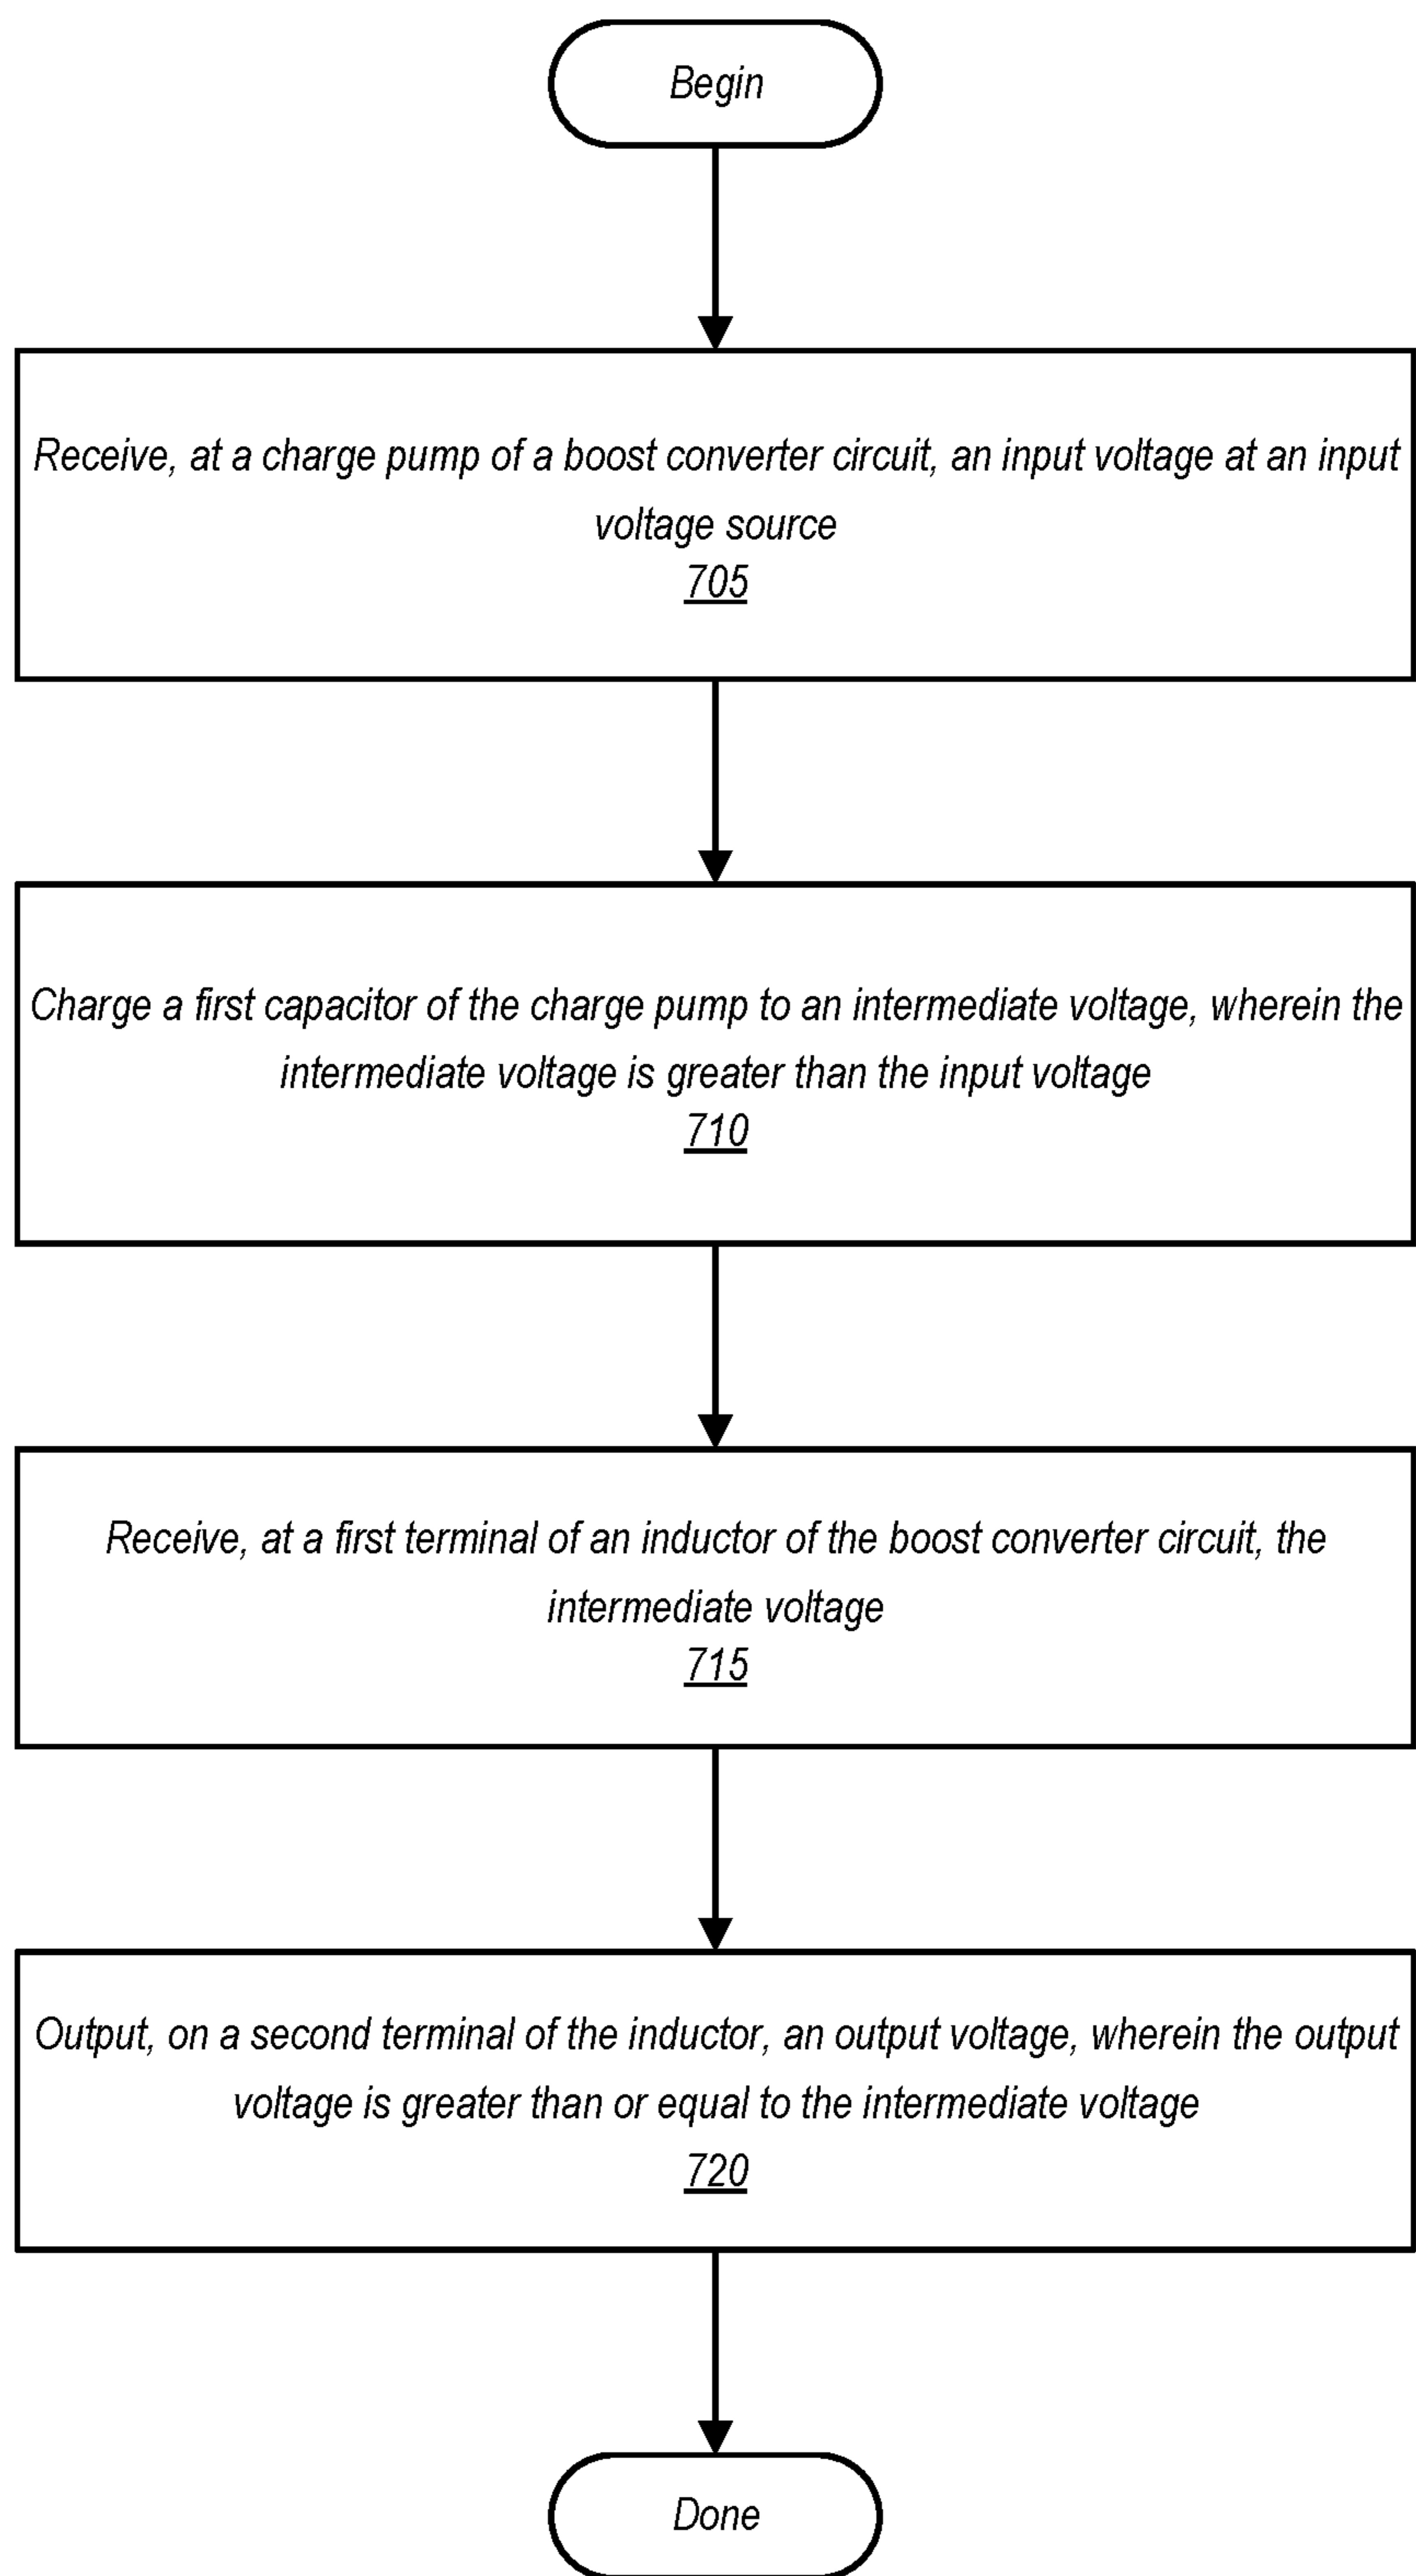 Begin
Receive, at a charge pump of a boost converter circuit, an input voltage at an input
voltage source
705
Charge a first capacitor of the charge pump to an intermediate voltage, wherein the
intermediate voltage is greater than the input voltage
710
Receive, at a first terminal of an inductor of the boost converter circuit, the
intermediate voltage
715
Output, on a second terminal of the inductor, an output voltage, wherein the output
voltage is greater than or equal to the intermediate voltage
720
Done